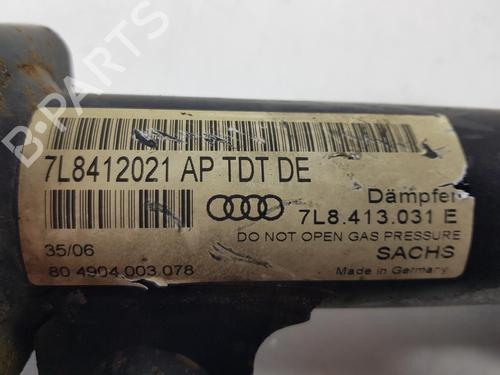 B-PARTS
7L8412021 AP TDT DE
Dämpfer
7L8.413.031 E
DO NOT OPEN GAS PRESSURE
35/06
SACHS
80 4904 003 078
Made in Germany